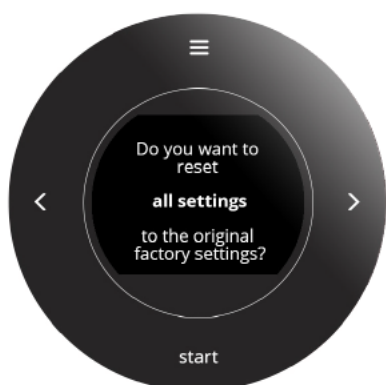 Do you want to
reset
all settings
to the original
factory settings?
start